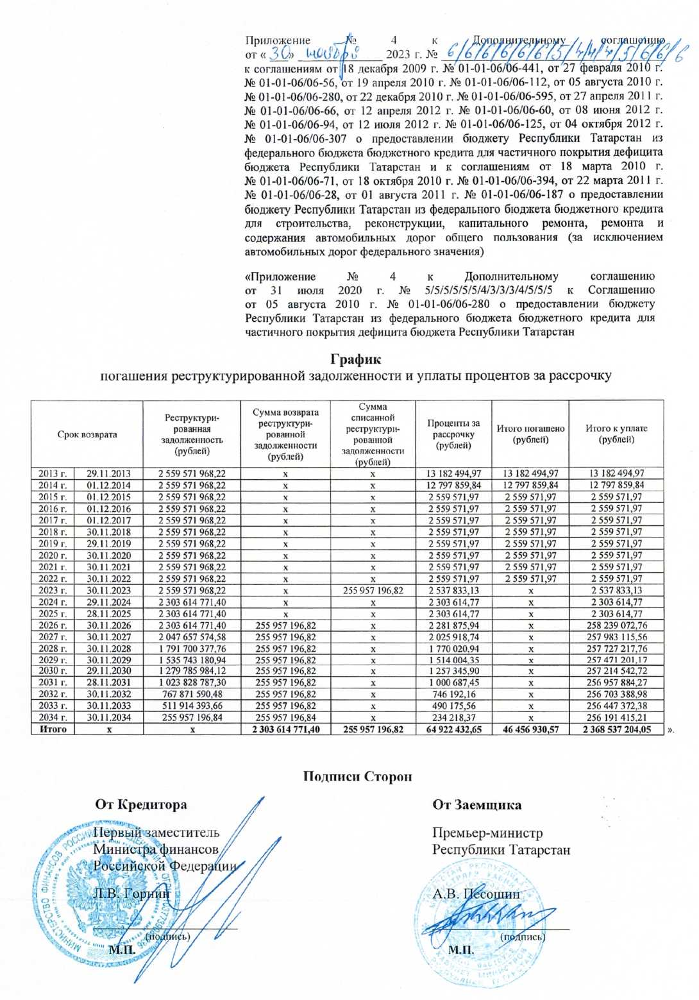 Приложение № 4 к Дополнительному соглашению
от «30» ноября 2023 г. № 6/6/6/6/6/6/5/4/4/4/5/6/6/6
к соглашениям от 18 декабря 2009 г. № 01-01-06/06-441, от 27 февраля 2010 г.
№ 01-01-06/06-56, от 19 апреля 2010 г. № 01-01-06/06-112, от 05 августа 2010 г.
№ 01-01-06/06-280, от 22 декабря 2010 г. № 01-01-06/06-595, от 27 апреля 2011 г.
№ 01-01-06/06-66, от 12 апреля 2012 г. № 01-01-06/06-60, от 08 июня 2012 г.
№ 01-01-06/06-94, от 12 июля 2012 г. № 01-01-06/06-125, от 04 октября 2012 г.
№ 01-01-06/06-307 о предоставлении бюджету Республики Татарстан из
федерального бюджета бюджетного кредита для частичного покрытия дефицита
бюджета Республики Татарстан и к соглашениям от 18 марта 2010 г.
№ 01-01-06/06-71, от 18 октября 2010 г. № 01-01-06/06-394, от 22 марта 2011 г.
№ 01-01-06/06-28, от 01 августа 2011 г. № 01-01-06/06-187 о предоставлении
бюджету Республики Татарстан из федерального бюджета бюджетного кредита
для строительства, реконструкции, капитального ремонта, ремонта и
содержания автомобильных дорог общего пользования (за исключением
автомобильных дорог федерального значения)
«Приложение № 4 к Дополнительному соглашению
от 31 июля 2020 г. № 5/5/5/5/5/5/4/3/3/3/4/5/5/5 к Соглашению
от 05 августа 2010 г. № 01-01-06/06-280 о предоставлении бюджету
Республики Татарстан из федерального бюджета бюджетного кредита для
частичного покрытия дефицита бюджета Республики Татарстан
График
погашения реструктурированной задолженности и уплаты процентов за рассрочку
Срок возврата
Реструктури-
рованная
задолженность
(рублей)
Сумма возврата
реструктури-
рованной
задолженности
(рублей)
Сумма
списанной
реструктури-
рованной
задолженности
(рублей)
Проценты за
рассрочку
(рублей)
Итого погашено
(рублей)
Итого к уплате
(рублей)
2013 г. 29.11.2013 2 559 571 968,22 х х 13 182 494,97 13 182 494,97 13 182 494,97
2014 г. 01.12.2014 2 559 571 968,22 х х 12 797 859,84 12 797 859,84 12 797 859,84
2015 г. 01.12.2015 2 559 571 968,22 х х 2 559 571,97 2 559 571,97 2 559 571,97
2016 г. 01.12.2016 2 559 571 968,22 х х 2 559 571,97 2 559 571,97 2 559 571,97
2017 г. 01.12.2017 2 559 571 968,22 х х 2 559 571,97 2 559 571,97 2 559 571,97
2018 г. 30.11.2018 2 559 571 968,22 х х 2 559 571,97 2 559 571,97 2 559 571,97
2019 г. 29.11.2019 2 559 571 968,22 х х 2 559 571,97 2 559 571,97 2 559 571,97
2020 г. 30.11.2020 2 559 571 968,22 х х 2 559 571,97 2 559 571,97 2 559 571,97
2021 г. 30.11.2021 2 559 571 968,22 х х 2 559 571,97 2 559 571,97 2 559 571,97
2022 г. 30.11.2022 2 559 571 968,22 х х 2 559 571,97 2 559 571,97 2 559 571,97
2023 г. 30.11.2023 2 559 571 968,22 х 255 957 196,82 2 537 833,13 х 2 537 833,13
2024 г. 29.11.2024 2 303 614 771,40 х х 2 303 614,77 х 2 303 614,77
2025 г. 28.11.2025 2 303 614 771,40 х х 2 303 614,77 х 2 303 614,77
2026 г. 30.11.2026 2 303 614 771,40 255 957 196,82 х 2 281 875,94 х 258 239 072,76
2027 г. 30.11.2027 2 047 657 574,58 255 957 196,82 х 2 025 918,74 х 257 983 115,56
2028 г. 30.11.2028 1 791 700 377,76 255 957 196,82 х 1 770 020,94 х 257 727 217,76
2029 г. 30.11.2029 1 535 743 180,94 255 957 196,82 х 1 514 004,35 х 257 471 201,17
2030 г. 29.11.2030 1 279 785 984,12 255 957 196,82 х 1 257 345,90 х 257 214 542,72
2031 г. 28.11.2031 1 023 828 787,30 255 957 196,82 х 1 000 687,45 х 256 957 884,27
2032 г. 30.11.2032 767 871 590,48 255 957 196,82 х 746 192,16 х 256 703 388,98
2033 г. 30.11.2033 511 914 393,66 255 957 196,82 х 490 175,56 х 256 447 372,38
2034 г. 30.11.2034 255 957 196,84 255 957 196,84 х 234 218,37 х 256 191 415,21
Итого х х 2 303 614 771,40 255 957 196,82 64 922 432,65 46 456 930,57 2 368 537 204,05 ».
Подписи Сторон
От Кредитора
Первый заместитель
Министра финансов
Российской Федерации
Л.В. Горнин
(подпись)
М.П.
От Заемщика
Премьер-министр
Республики Татарстан
А.В. Песошин
(подпись)
М.П.
МИНИСТЕРСТВО ФИНАНСОВ РОССИЙСКОЙ ФЕДЕРАЦИИ
КАБИНЕТ МИНИСТРОВ